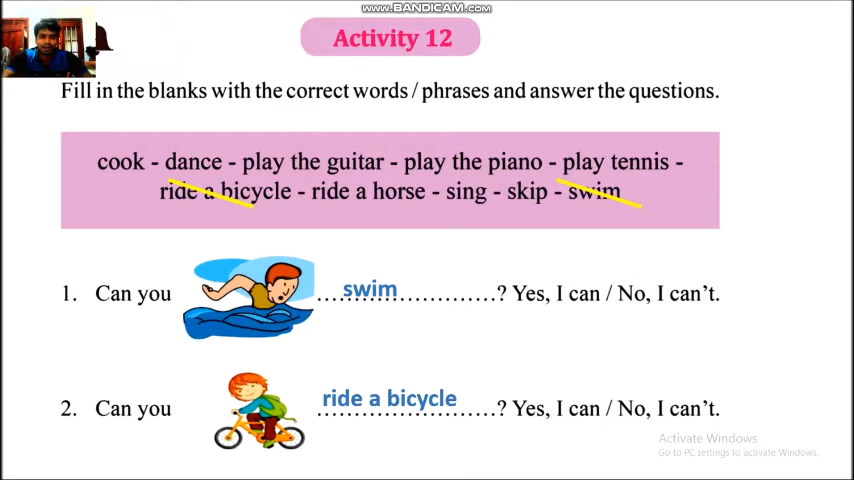 www.BANDICAM.com
Activity 12
Fill in the blanks with the correct words / phrases and answer the questions.
cook - dance - play the guitar - play the piano - play tennis -
ride a bicycle - ride a horse - sing - skip - swim
1. Can you swim ........................? Yes, I can / No, I can't.
2. Can you ride a bicycle ........................? Yes, I can / No, I can't.
Activate Windows
Go to PC settings to activate Windows.